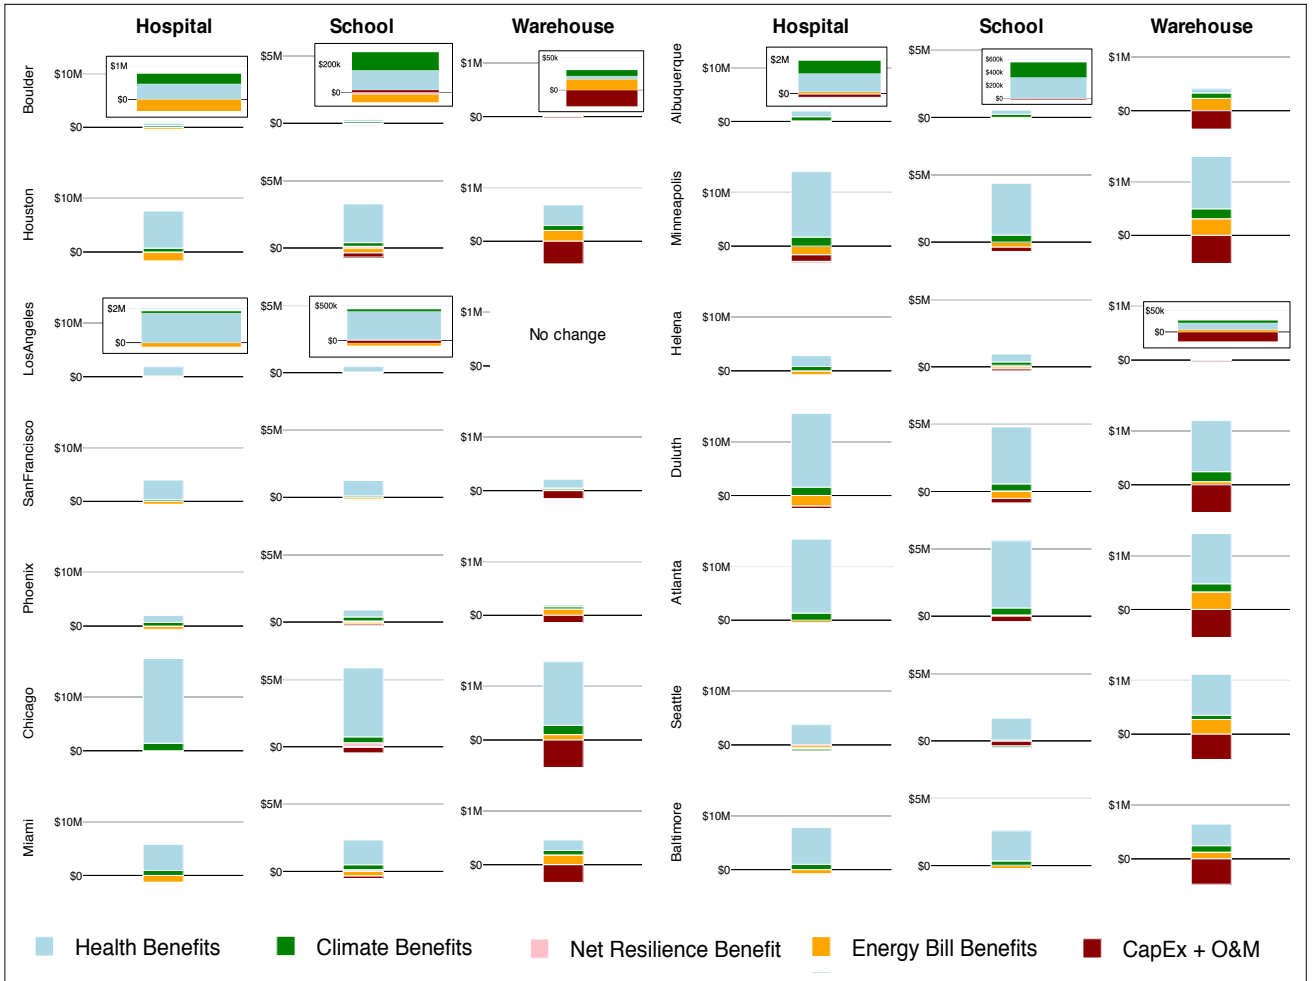 Hospital School Warehouse Hospital School Warehouse
Boulder
$10M
$0
$1M
$0
$5M
$0
$200k
$0
$1M
$0
$50k
$0
Albuquerque
$10M
$0
$2M
$0
$5M
$0
$600k
$400k
$200k
$0
$1M
$0
Houston
$10M
$0
$5M
$0
$1M
$0
Minneapolis
$10M
$0
$5M
$0
$1M
$0
LosAngeles
$10M
$0
$2M
$0
$5M
$0
$500k
$0
$1M
$0
No change
Helena
$10M
$0
$5M
$0
$1M
$0
$50k
$0
SanFrancisco
$10M
$0
$5M
$0
$1M
$0
Duluth
$10M
$0
$5M
$0
$1M
$0
Phoenix
$10M
$0
$5M
$0
$1M
$0
Atlanta
$10M
$0
$5M
$0
$1M
$0
Chicago
$10M
$0
$5M
$0
$1M
$0
Seattle
$10M
$0
$5M
$0
$1M
$0
Miami
$10M
$0
$5M
$0
$1M
$0
Baltimore
$10M
$0
$5M
$0
$1M
$0
Health Benefits Climate Benefits Net Resilience Benefit Energy Bill Benefits CapEx + O&M